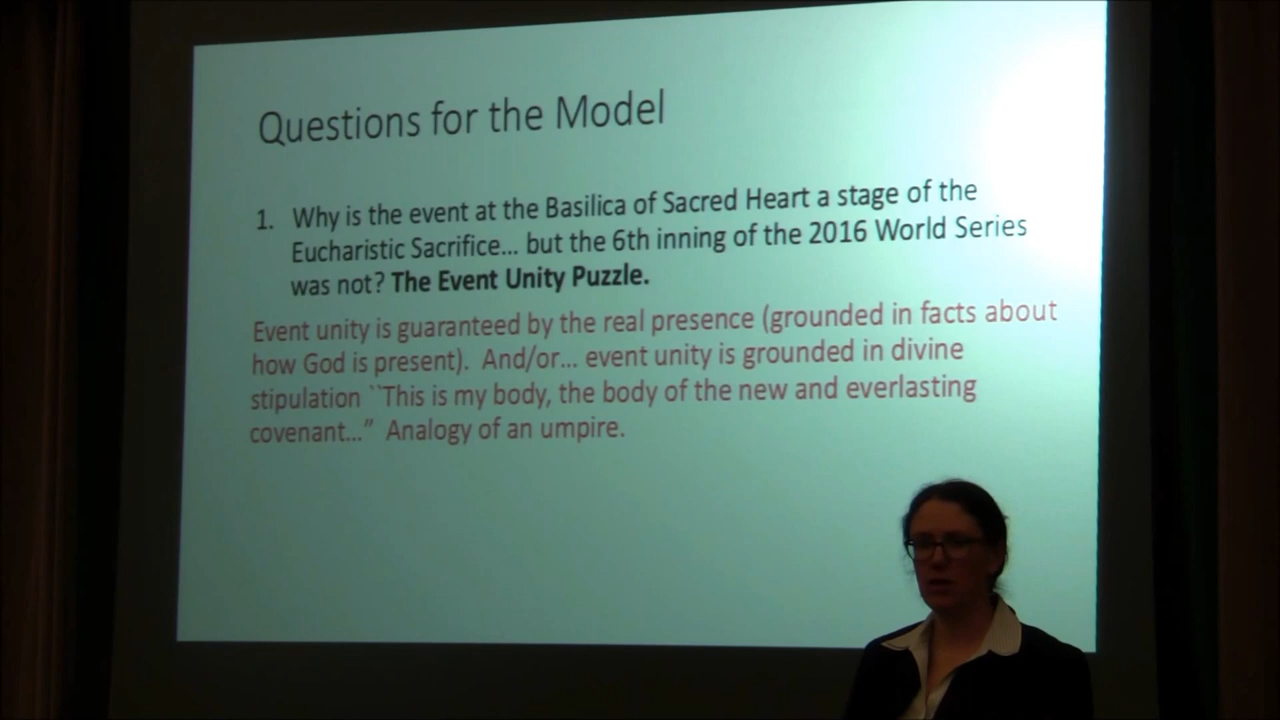 Questions for the Model
1. Why is the event at the Basilica of Sacred Heart a stage of the
Eucharistic Sacrifice... but the 6th inning of the 2016 World Series
was not? The Event Unity Puzzle.
Event unity is guaranteed by the real presence (grounded in facts about
how God is present). And/or... event unity is grounded in divine
stipulation ``This is my body, the body of the new and everlasting
covenant...” Analogy of an umpire.